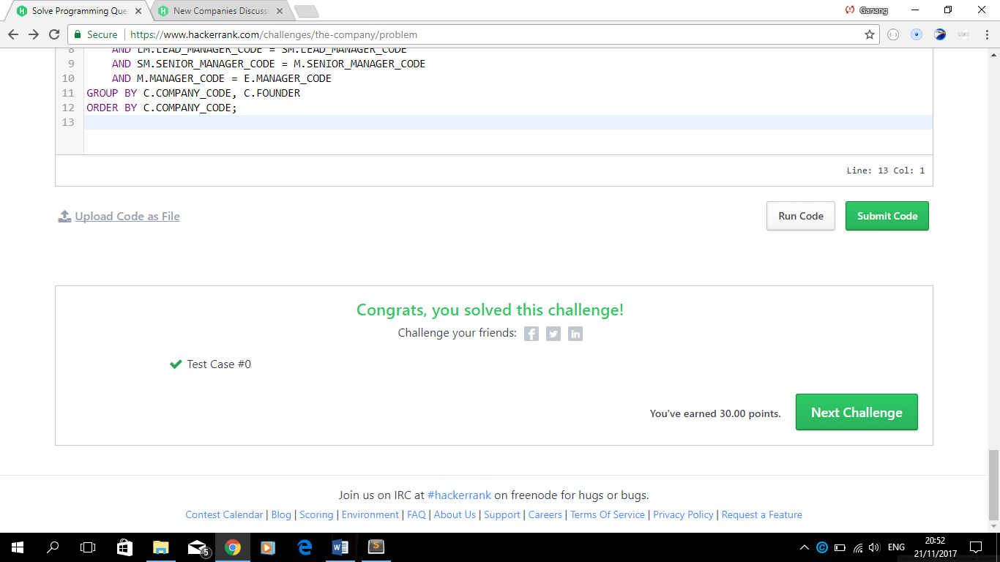 Solve Programming Que
New Companies Discuss
Ganang
Secure
https://www.hackerrank.com/challenges/the-company/problem
8 AND LM.LEAD_MANAGER_CODE = SM.LEAD_MANAGER_CODE
9 AND SM.SENIOR_MANAGER_CODE = M.SENIOR_MANAGER_CODE
10 AND M.MANAGER_CODE = E.MANAGER_CODE
11 GROUP BY C.COMPANY_CODE, C.FOUNDER
12 ORDER BY C.COMPANY_CODE;
13
Line: 13 Col: 1
Upload Code as File
Run Code
Submit Code
Congrats, you solved this challenge!
Challenge your friends:
Test Case #0
You've earned 30.00 points.
Next Challenge
Join us on IRC at #hackerrank on freenode for hugs or bugs.
Contest Calendar | Blog | Scoring | Environment | FAQ | About Us | Support | Careers | Terms Of Service | Privacy Policy | Request a Feature
5
ENG
20:52
21/11/2017